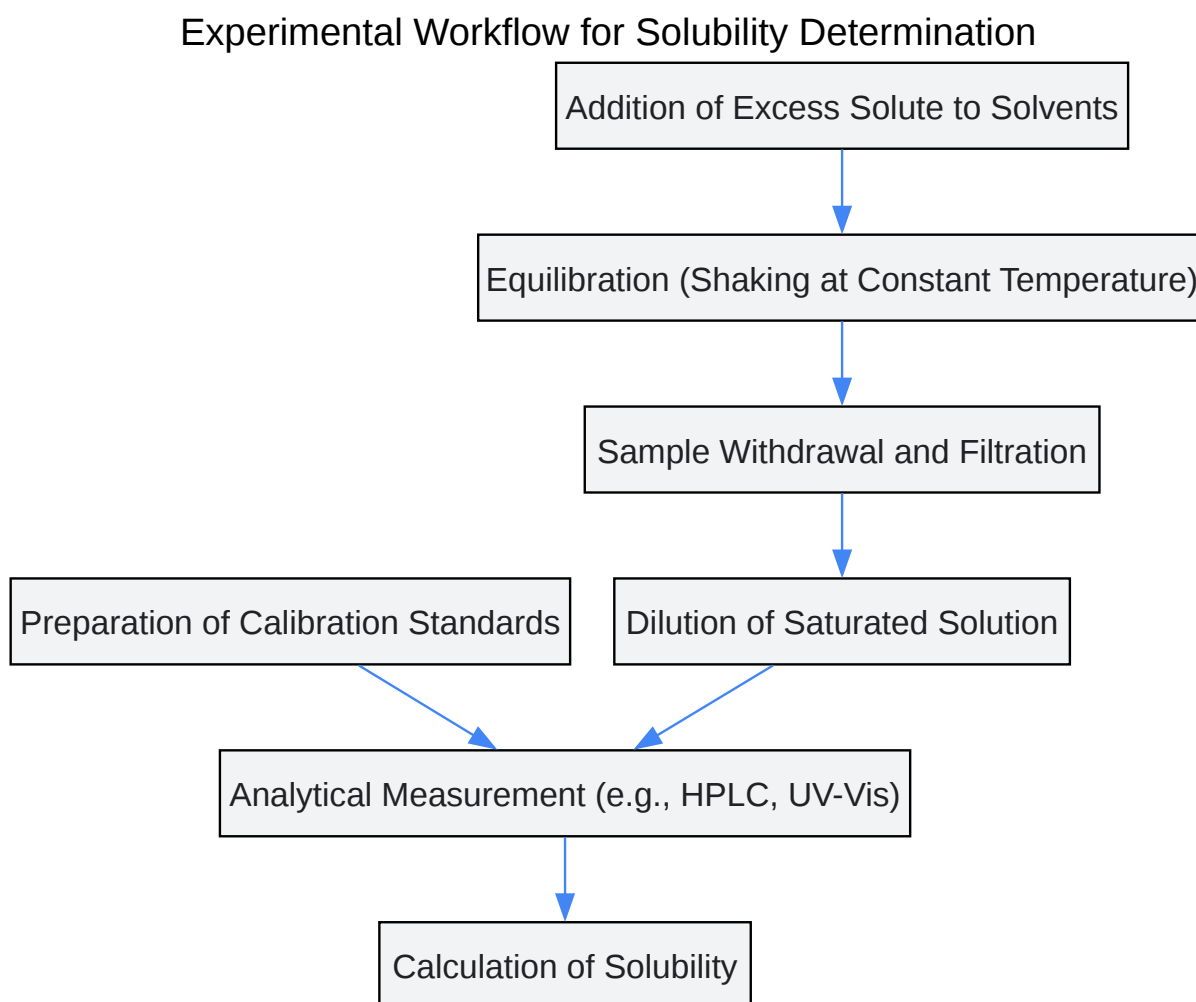 Experimental Workflow for Solubility Determination
Addition of Excess Solute to Solvents
Equilibration (Shaking at Constant Temperature)
Sample Withdrawal and Filtration
Preparation of Calibration Standards
Dilution of Saturated Solution
Analytical Measurement (e.g., HPLC, UV-Vis)
Calculation of Solubility